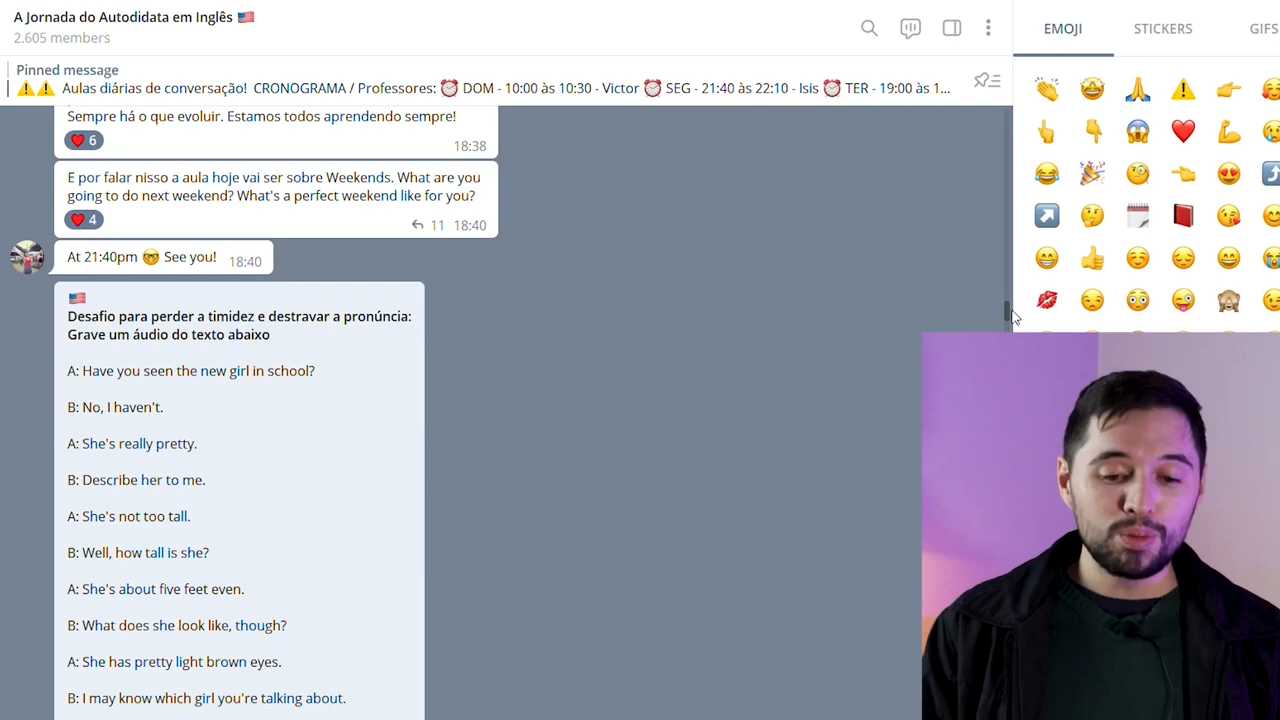 A Jornada do Autodidata em Inglês 🇺🇸
2.605 members
EMOJI
STICKERS
GIFS
Pinned message
⚠️⚠️ Aulas diárias de conversação! CRONOGRAMA / Professores: ⏰ DOM - 10:00 às 10:30 - Victor ⏰ SEG - 21:40 às 22:10 - Isis ⏰ TER - 19:00 às 1...
Sempre há o que evoluir. Estamos todos aprendendo sempre!
❤️ 6
18:38
E por falar nisso a aula hoje vai ser sobre Weekends. What are you
going to do next weekend? What's a perfect weekend like for you?
❤️ 4
11 18:40
At 21:40pm 🤓 See you! 18:40
🇺🇸
Desafio para perder a timidez e destravar a pronúncia:
Grave um áudio do texto abaixo
A: Have you seen the new girl in school?
B: No, I haven't.
A: She's really pretty.
B: Describe her to me.
A: She's not too tall.
B: Well, how tall is she?
A: She's about five feet even.
B: What does she look like, though?
A: She has pretty light brown eyes.
B: I may know which girl you're talking about.